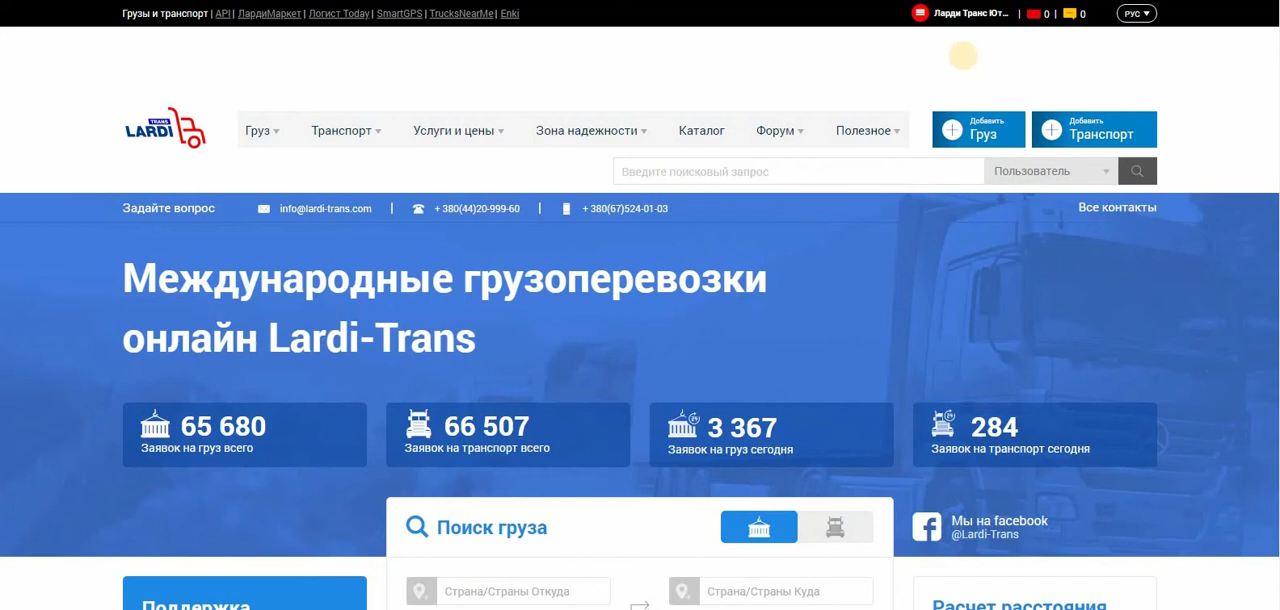 Грузы и транспорт | API | ЛардиМаркет | Логист Today | SmartGPS | TrucksNearMe | Enki
Ларди Транс Ют... | 0 | 0 РУС
TRANS
LARDI
Груз Транспорт Услуги и цены Зона надежности Каталог Форум Полезное
Добавить
Груз
Добавить
Транспорт
Введите поисковый запрос Пользователь
Задайте вопрос info@lardi-trans.com | + 380(44)20-999-60 | + 380(67)524-01-03 Все контакты
Международные грузоперевозки
онлайн Lardi-Trans
65 680
Заявок на груз всего
66 507
Заявок на транспорт всего
24
3 367
Заявок на груз сегодня
24
284
Заявок на транспорт сегодня
Поиск груза
Мы на facebook
@Lardi-Trans
Страна/Страны Откуда Страна/Страны Куда
Поддержка
Расчет расстояния